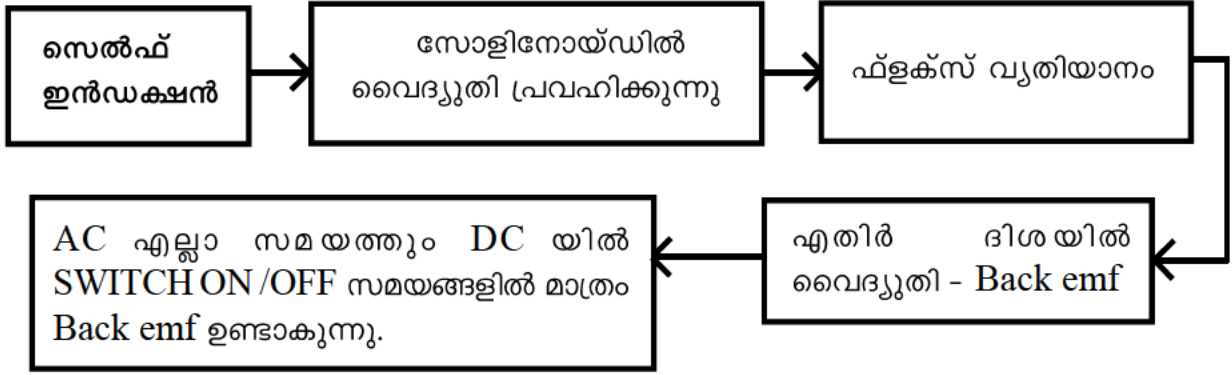 സെൽഫ്
ഇൻഡക്ഷൻ
സോളിനോയ്ഡിൽ
വൈദ്യുതി പ്രവഹിക്കുന്നു
ഫ്ളക്സ് വ്യതിയാനം
എതിർ ദിശയിൽ
വൈദ്യുതി - Back emf
AC എല്ലാ സമയത്തും DC യിൽ
SWITCH ON /OFF സമയങ്ങളിൽ മാത്രം
Back emf ഉണ്ടാകുന്നു.